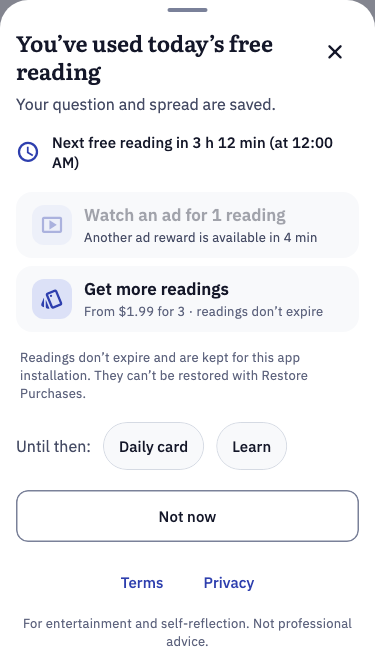 You’ve used today’s free
reading
Your question and spread are saved.
Next free reading in 3 h 12 min (at 12:00
AM)
Watch an ad for 1 reading
Another ad reward is available in 4 min
Get more readings
From $1.99 for 3 · readings don’t expire
Readings don’t expire and are kept for this app
installation. They can’t be restored with Restore
Purchases.
Until then: Daily card Learn
Not now
Terms Privacy
For entertainment and self-reflection. Not professional
advice.